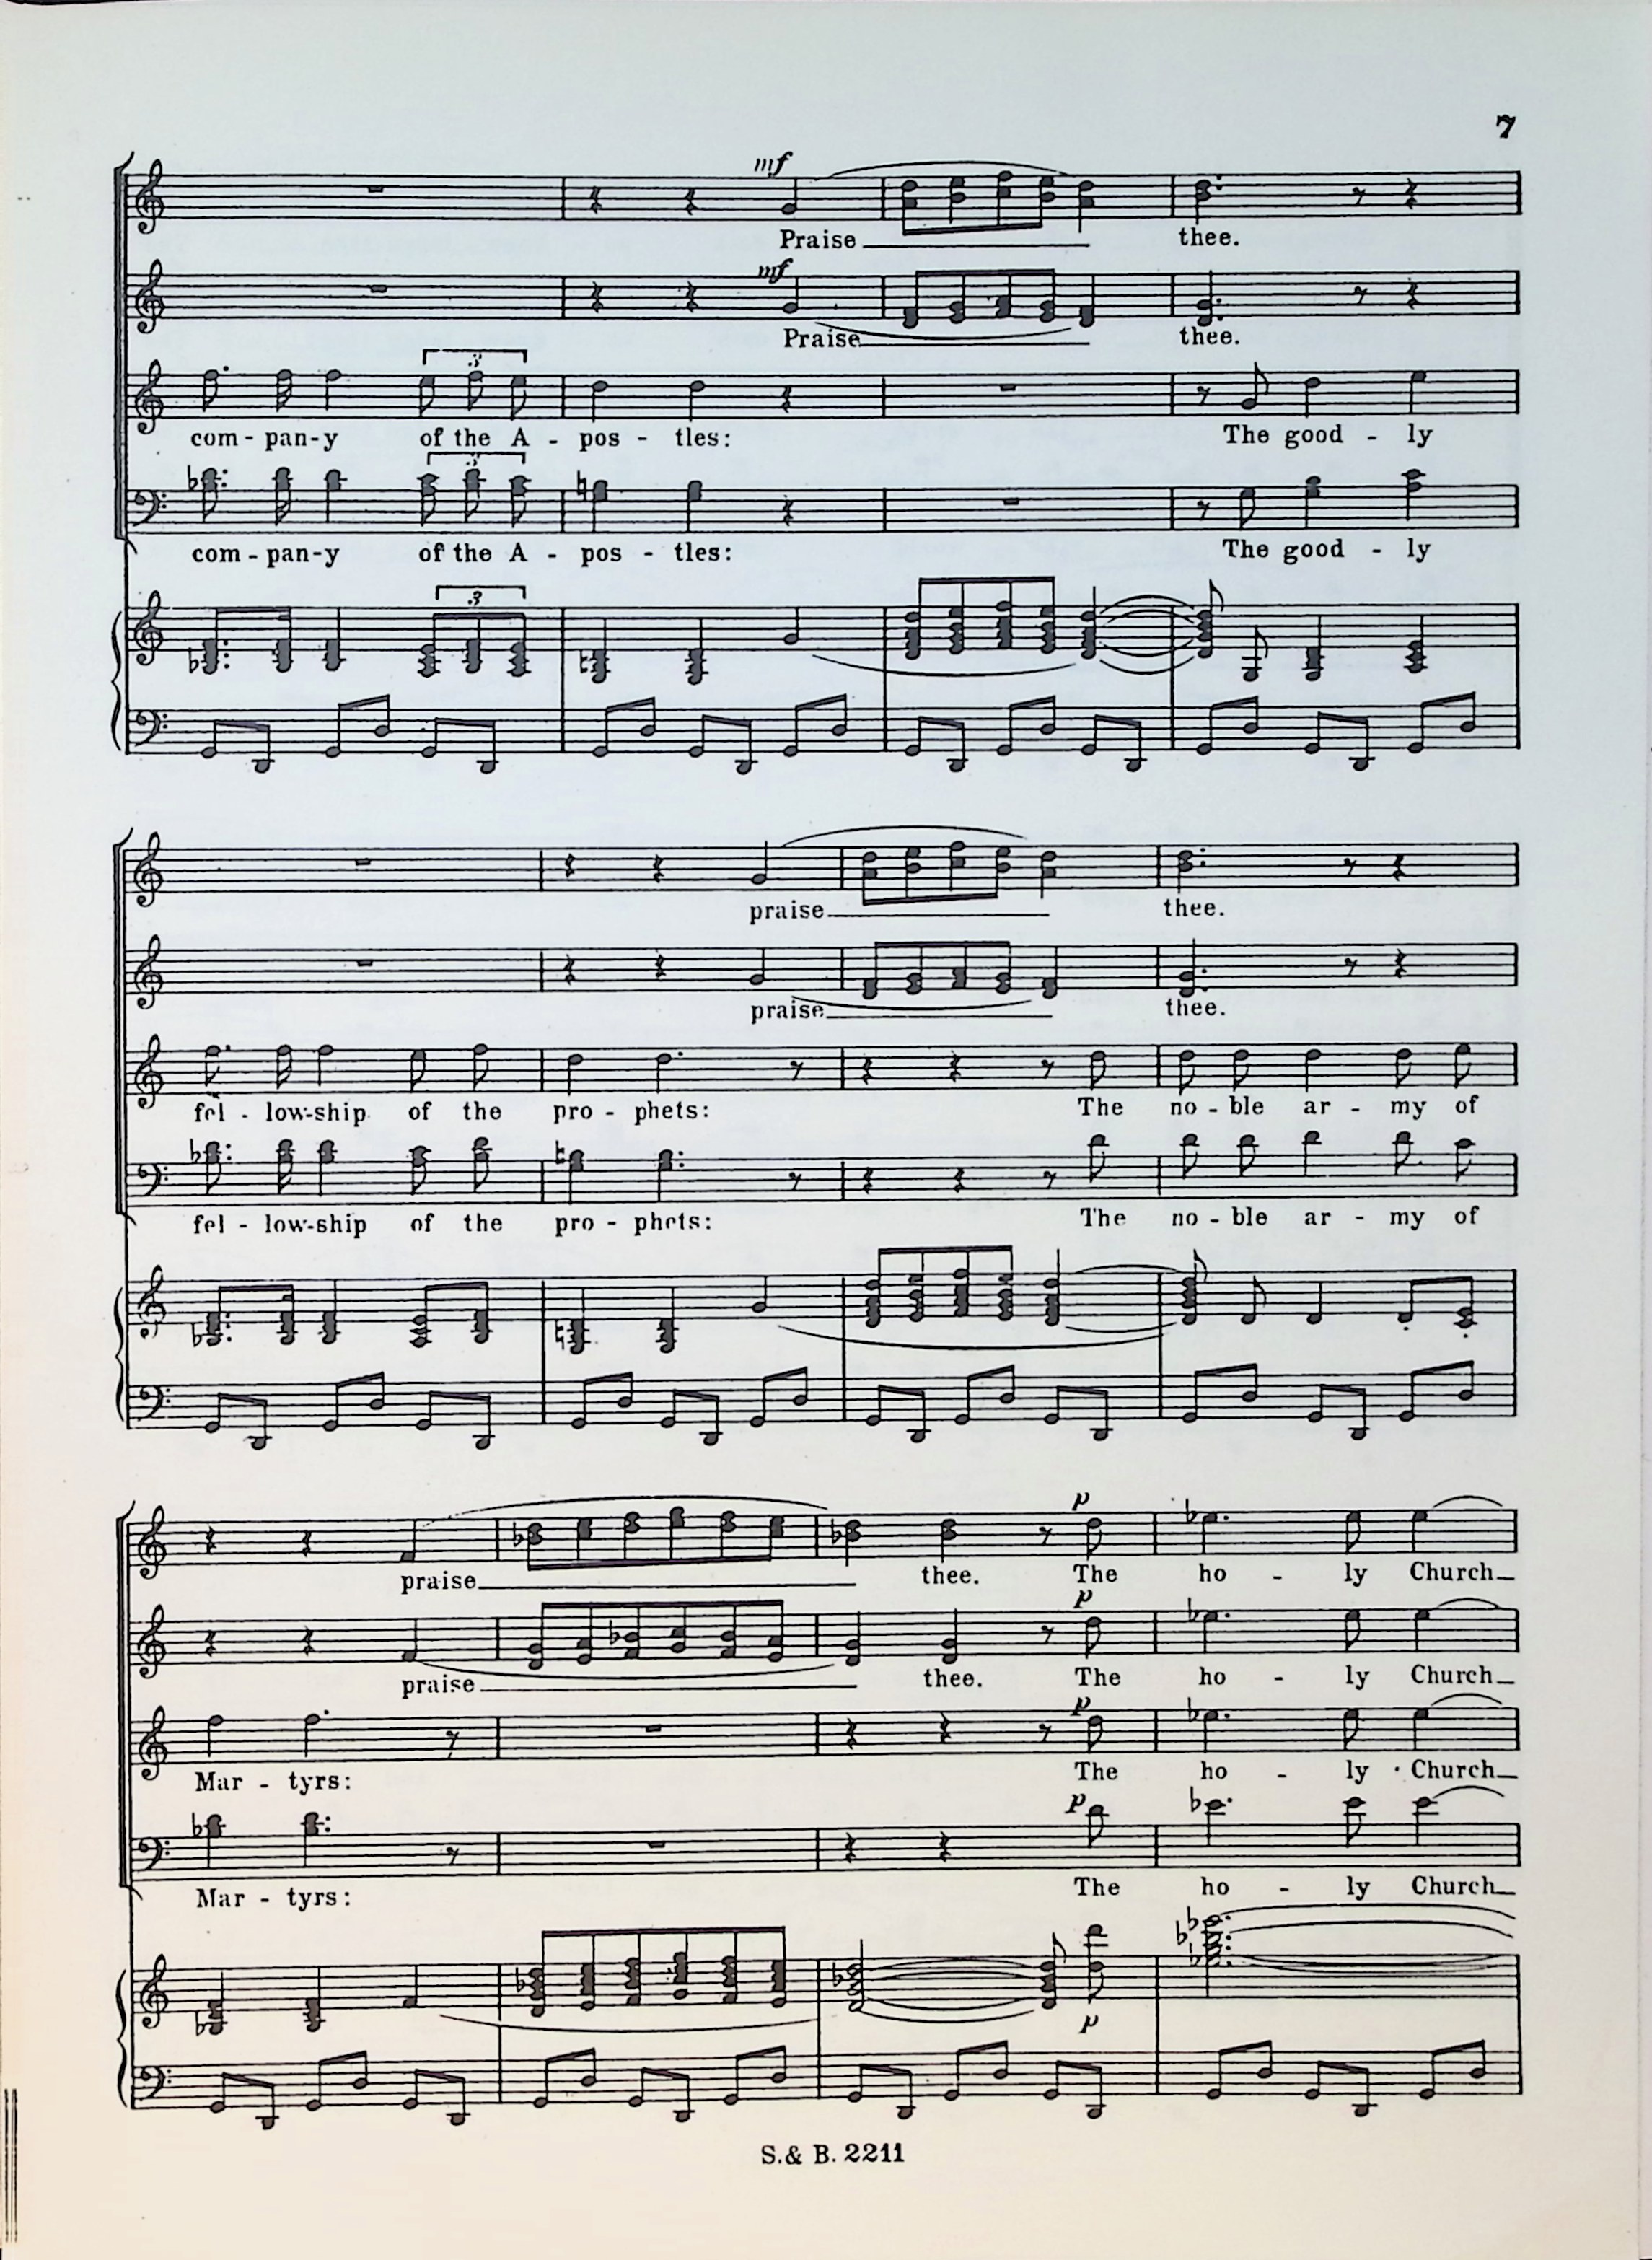 7
mf
Praise thee.
mf
Praise thee.
3
com - pan - y of the A - pos - tles: The good - ly
3
com - pan - y of the A - pos - tles: The good - ly
3
praise thee.
praise thee.
fel - low-ship of the pro - phets: The no - ble ar - my of
fel - low-ship of the pro - phets: The no - ble ar - my of
p
praise thee. The ho - ly Church
p
praise thee. The ho - ly Church
p
Mar - tyrs: The ho - ly Church
p
Mar - tyrs: The ho - ly Church
p
S. & B. 2211